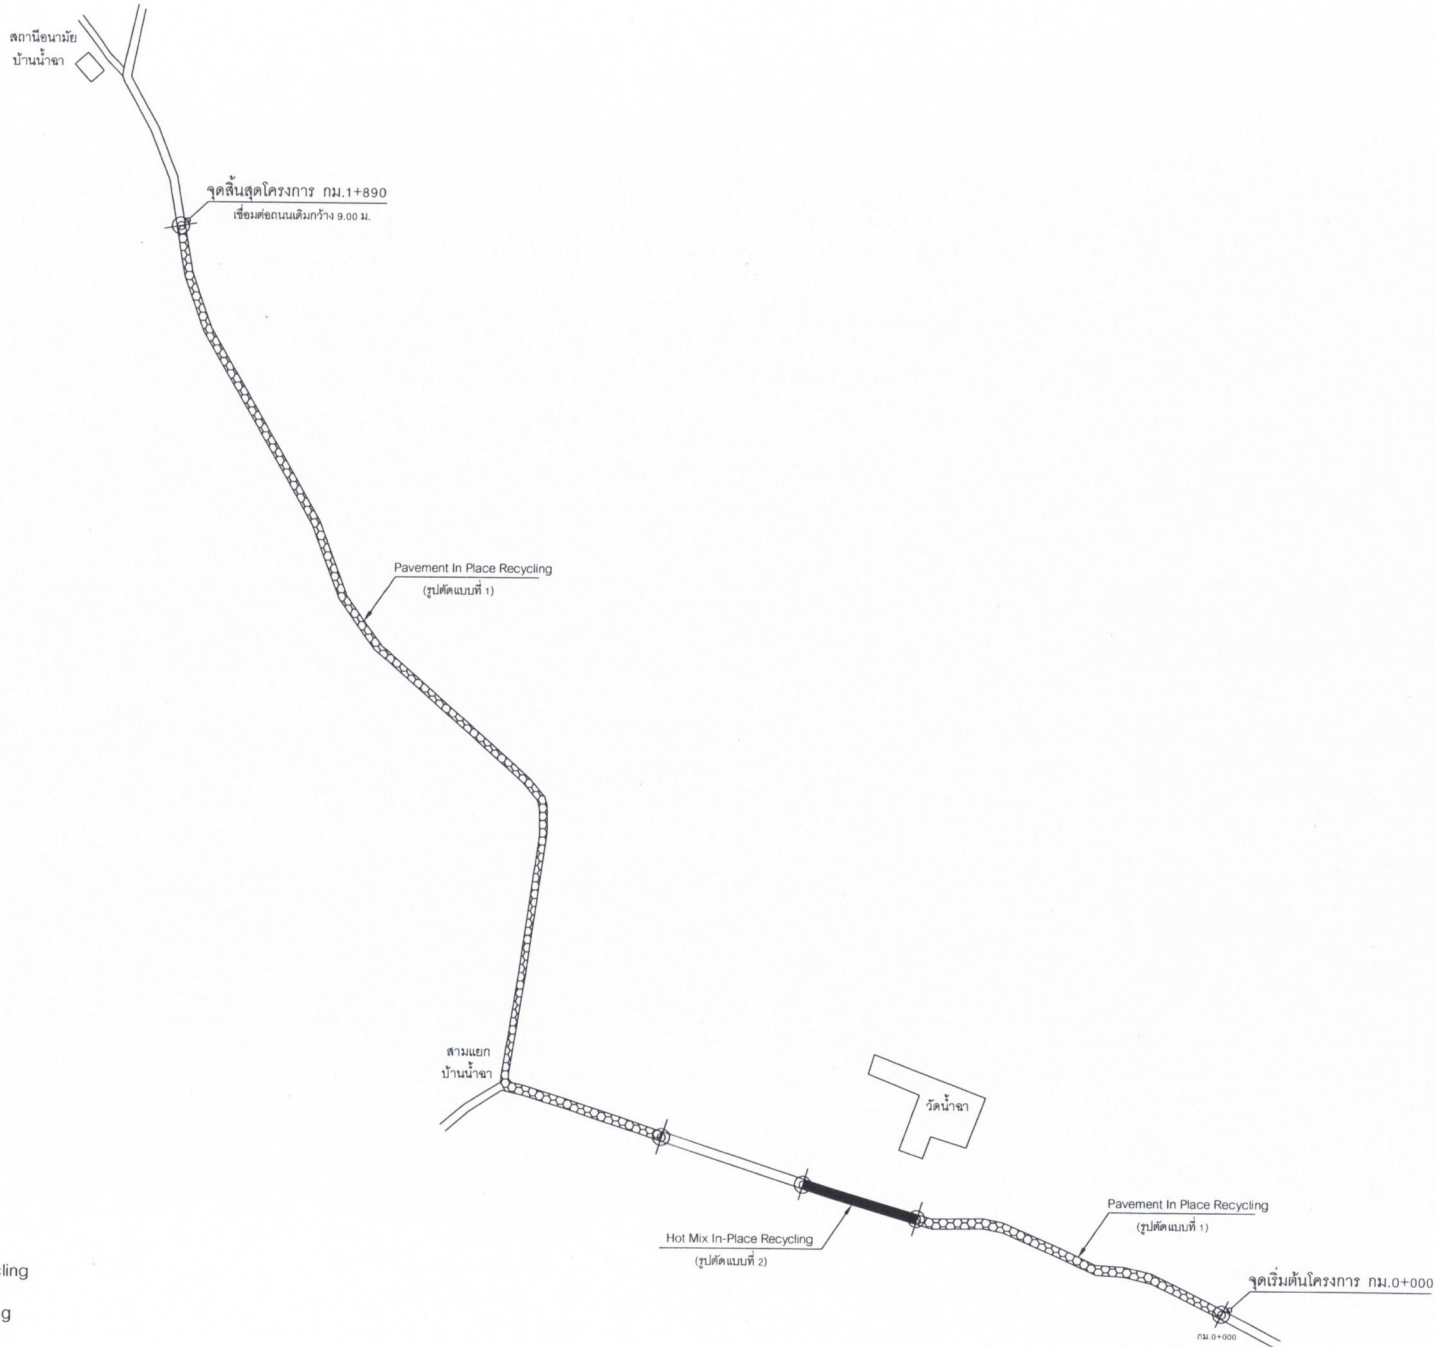 สถานีอนามัย
บ้านน้ำฉา
จุดสิ้นสุดโครงการ กม.1+890
เชื่อมต่อถนนเดิมกว้าง 9.00 ม.
Pavement In Place Recycling
(รูปตัดแบบที่ 1)
สามแยก
บ้านน้ำฉา
วัดน้ำฉา
Pavement In Place Recycling
(รูปตัดแบบที่ 1)
Hot Mix In-Place Recycling
(รูปตัดแบบที่ 2)
จุดเริ่มต้นโครงการ กม.0+000
กม.0+000
ling
g